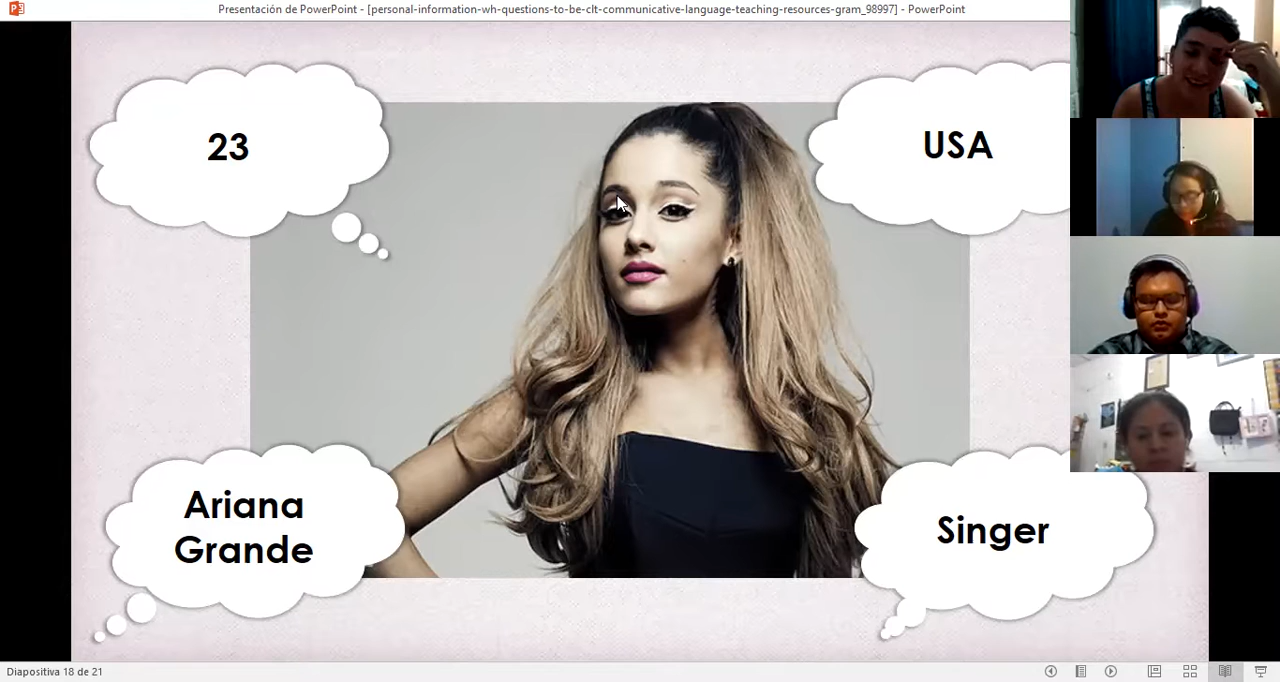 Presentación de PowerPoint - [personal-information-wh-questions-to-be-clt-communicative-language-teaching-resources-gram_98997] - PowerPoint
23
USA
Ariana
Grande
Singer
Diapositiva 18 de 21